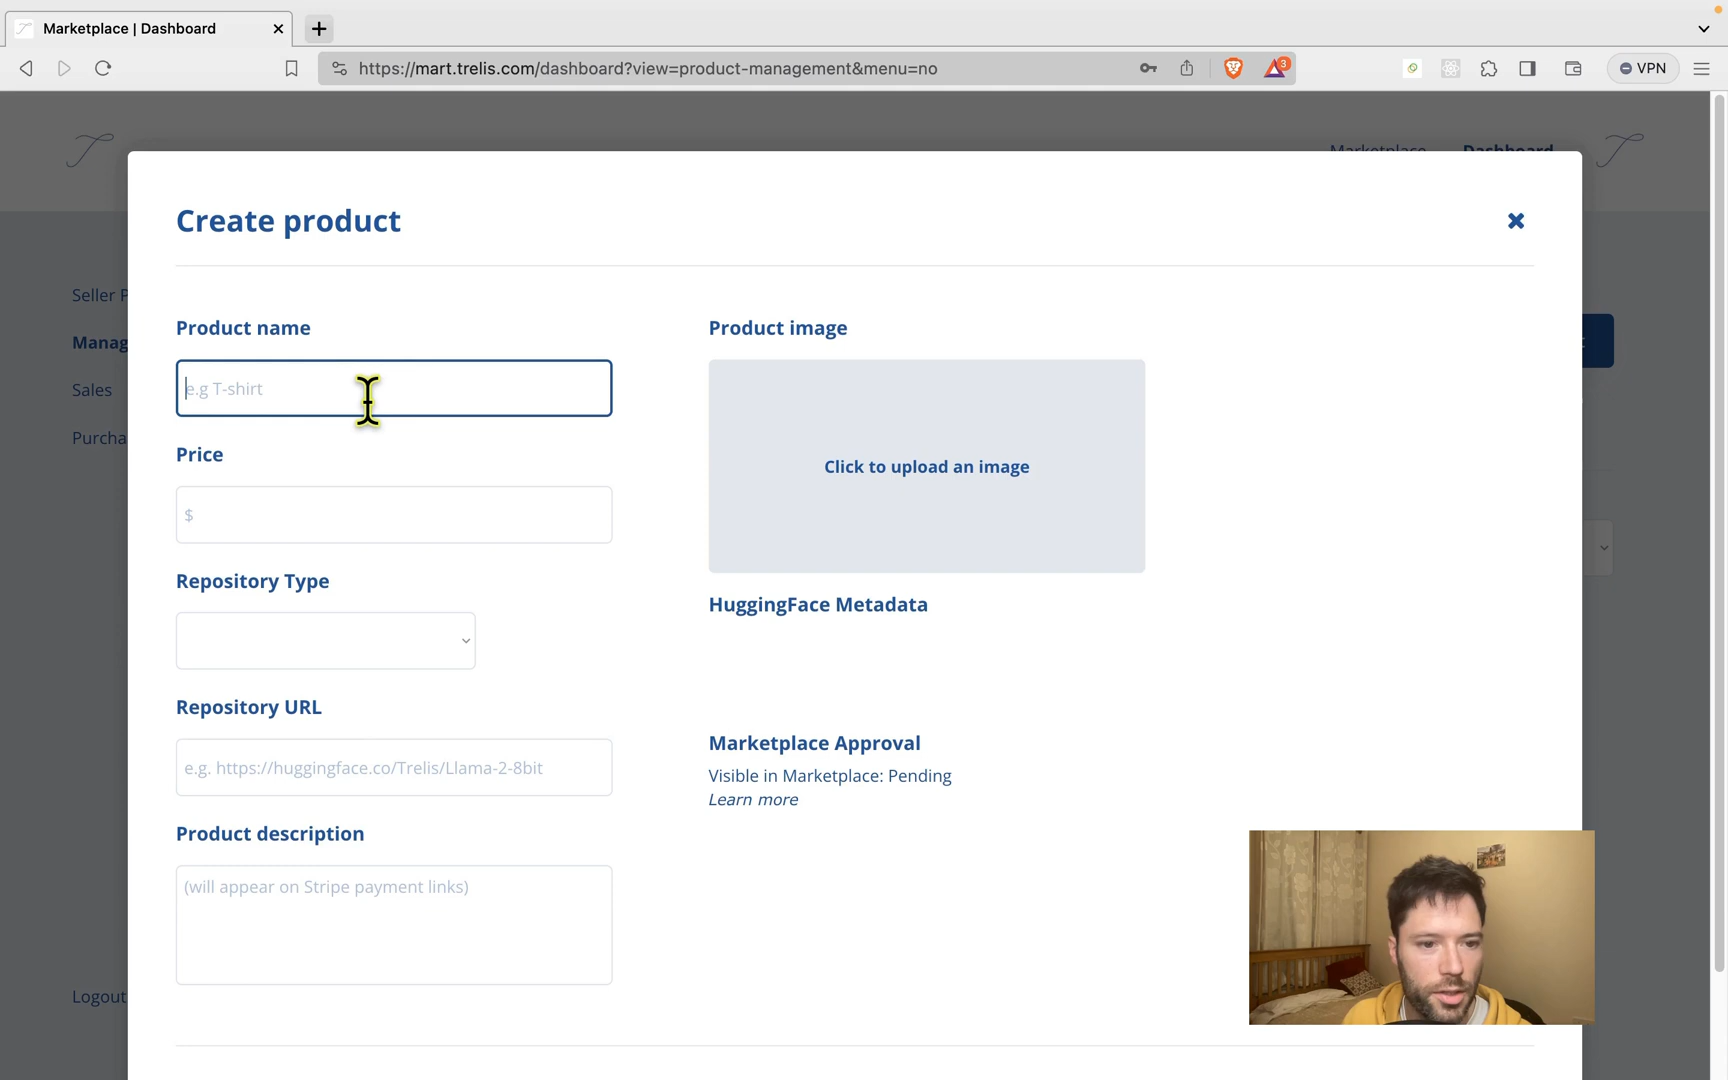 Marketplace | Dashboard
https://mart.trelis.com/dashboard?view=product-management&menu=no
3
VPN
Marketplace
Dashboard
Create product
Seller P
Manag
Sales
Purcha
Logout
Product name
e.g T-shirt
Price
$
Repository Type
Repository URL
e.g. https://huggingface.co/Trelis/Llama-2-8bit
Product description
(will appear on Stripe payment links)
Product image
Click to upload an image
HuggingFace Metadata
Marketplace Approval
Visible in Marketplace: Pending
Learn more